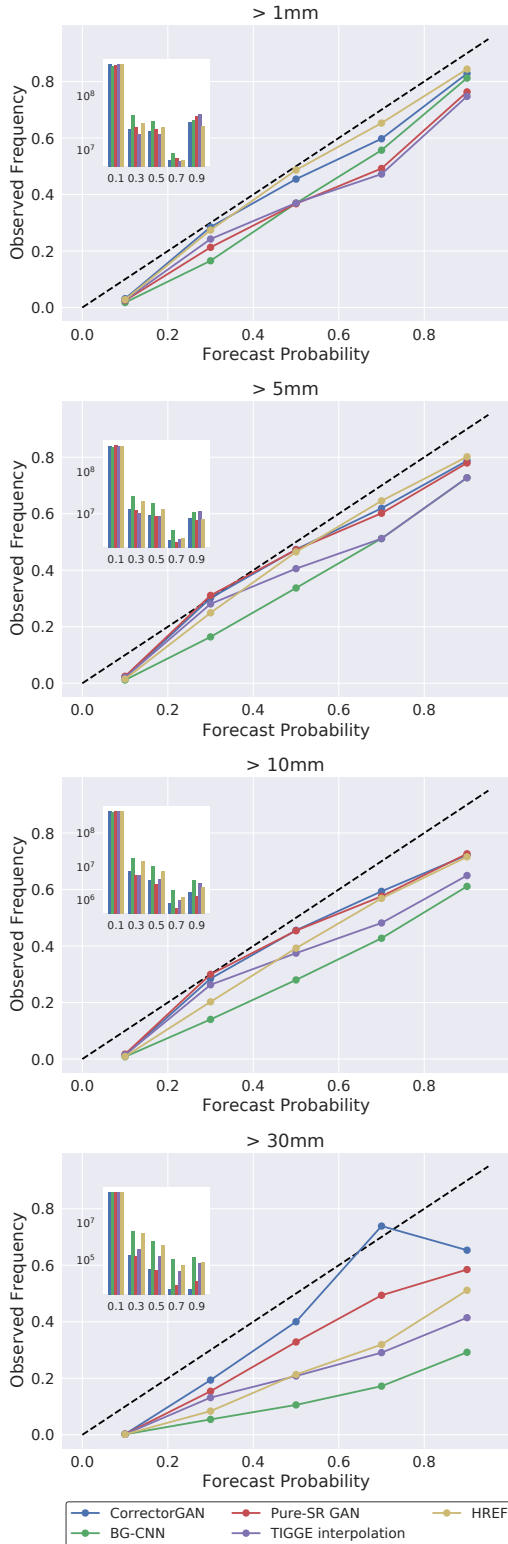 > 1mm
0.8
0.6
0.4
0.2
0.0
Observed Frequency
10⁸
10⁷
0.1 0.3 0.5 0.7 0.9
0.0 0.2 0.4 0.6 0.8
Forecast Probability
> 5mm
0.8
0.6
0.4
0.2
0.0
Observed Frequency
10⁸
10⁷
0.1 0.3 0.5 0.7 0.9
0.0 0.2 0.4 0.6 0.8
Forecast Probability
> 10mm
0.8
0.6
0.4
0.2
0.0
Observed Frequency
10⁸
10⁷
10⁶
0.1 0.3 0.5 0.7 0.9
0.0 0.2 0.4 0.6 0.8
Forecast Probability
> 30mm
0.8
0.6
0.4
0.2
0.0
Observed Frequency
10⁷
10⁵
0.1 0.3 0.5 0.7 0.9
0.0 0.2 0.4 0.6 0.8
Forecast Probability
CorrectorGAN Pure-SR GAN HREF
BG-CNN TIGGE interpolation